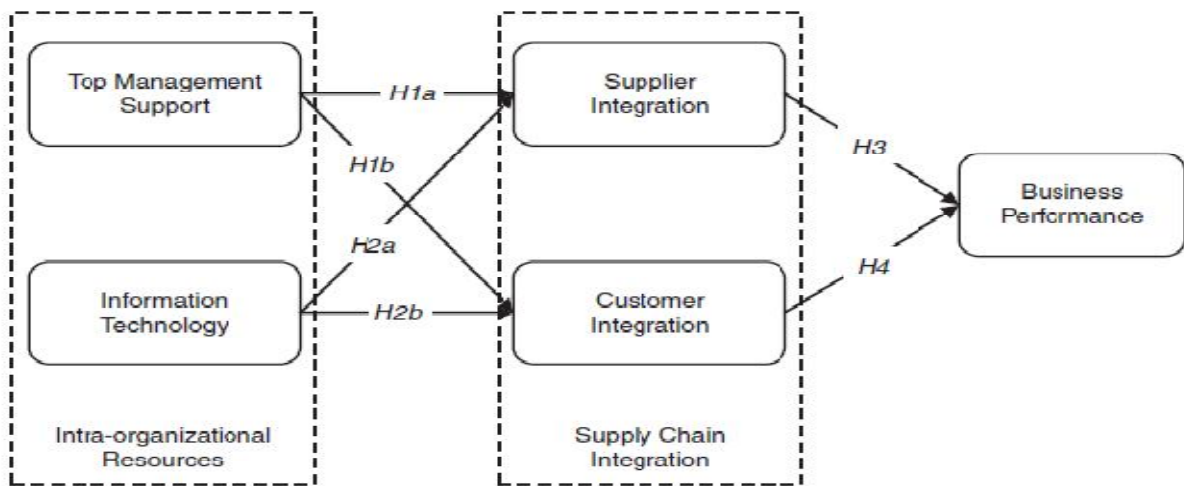 Top Management
Support
H1a
Supplier
Integration
H1b
H3
Business
Performance
H2a
H4
Information
Technology
H2b
Customer
Integration
Intra-organizational
Resources
Supply Chain
Integration